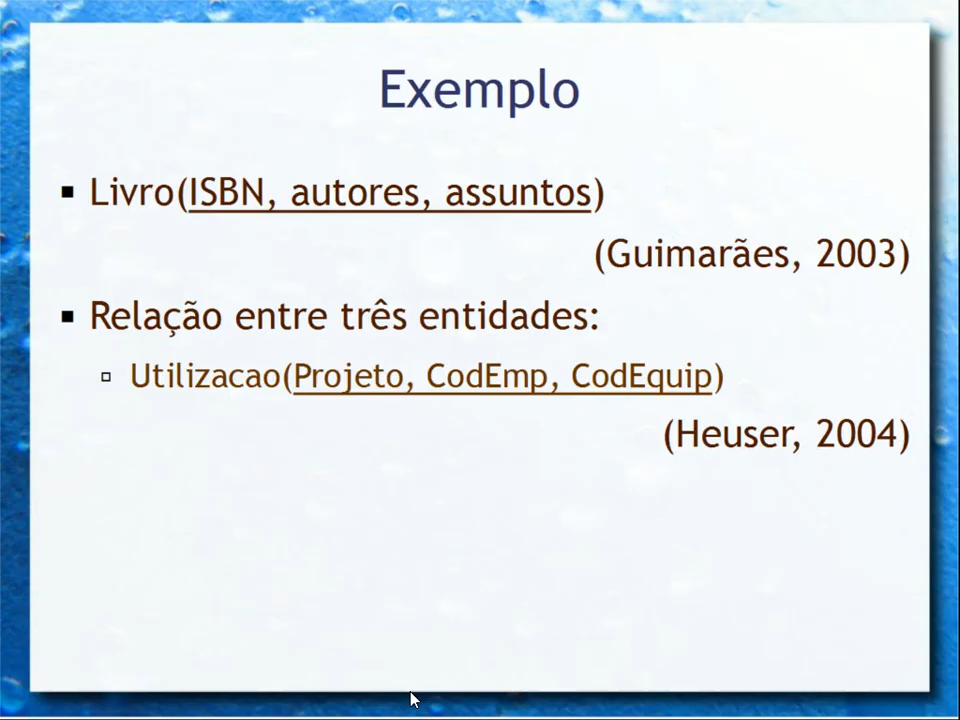 Exemplo
Livro(ISBN, autores, assuntos)
(Guimarães, 2003)
Relação entre três entidades:
Utilizacao(Projeto, CodEmp, CodEquip)
(Heuser, 2004)